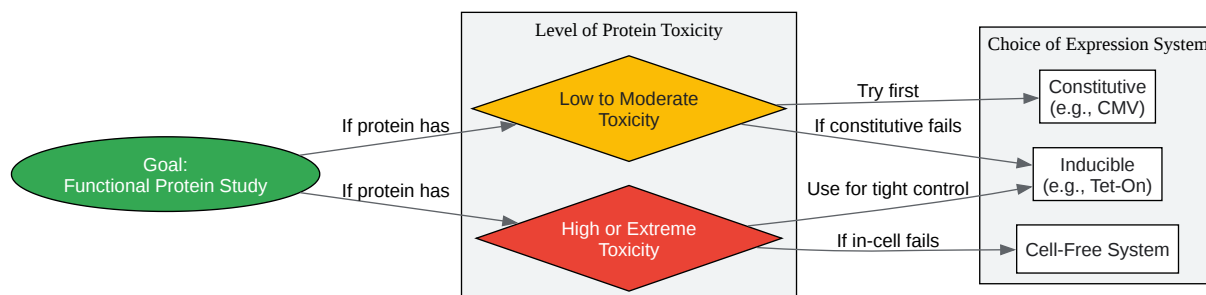 Level of Protein Toxicity
Choice of Expression System
Goal:
Functional Protein Study
If protein has
If protein has
Low to Moderate
Toxicity
High or Extreme
Toxicity
Try first
If constitutive fails
Use for tight control
If in-cell fails
Constitutive
(e.g., CMV)
Inducible
(e.g., Tet-On)
Cell-Free System